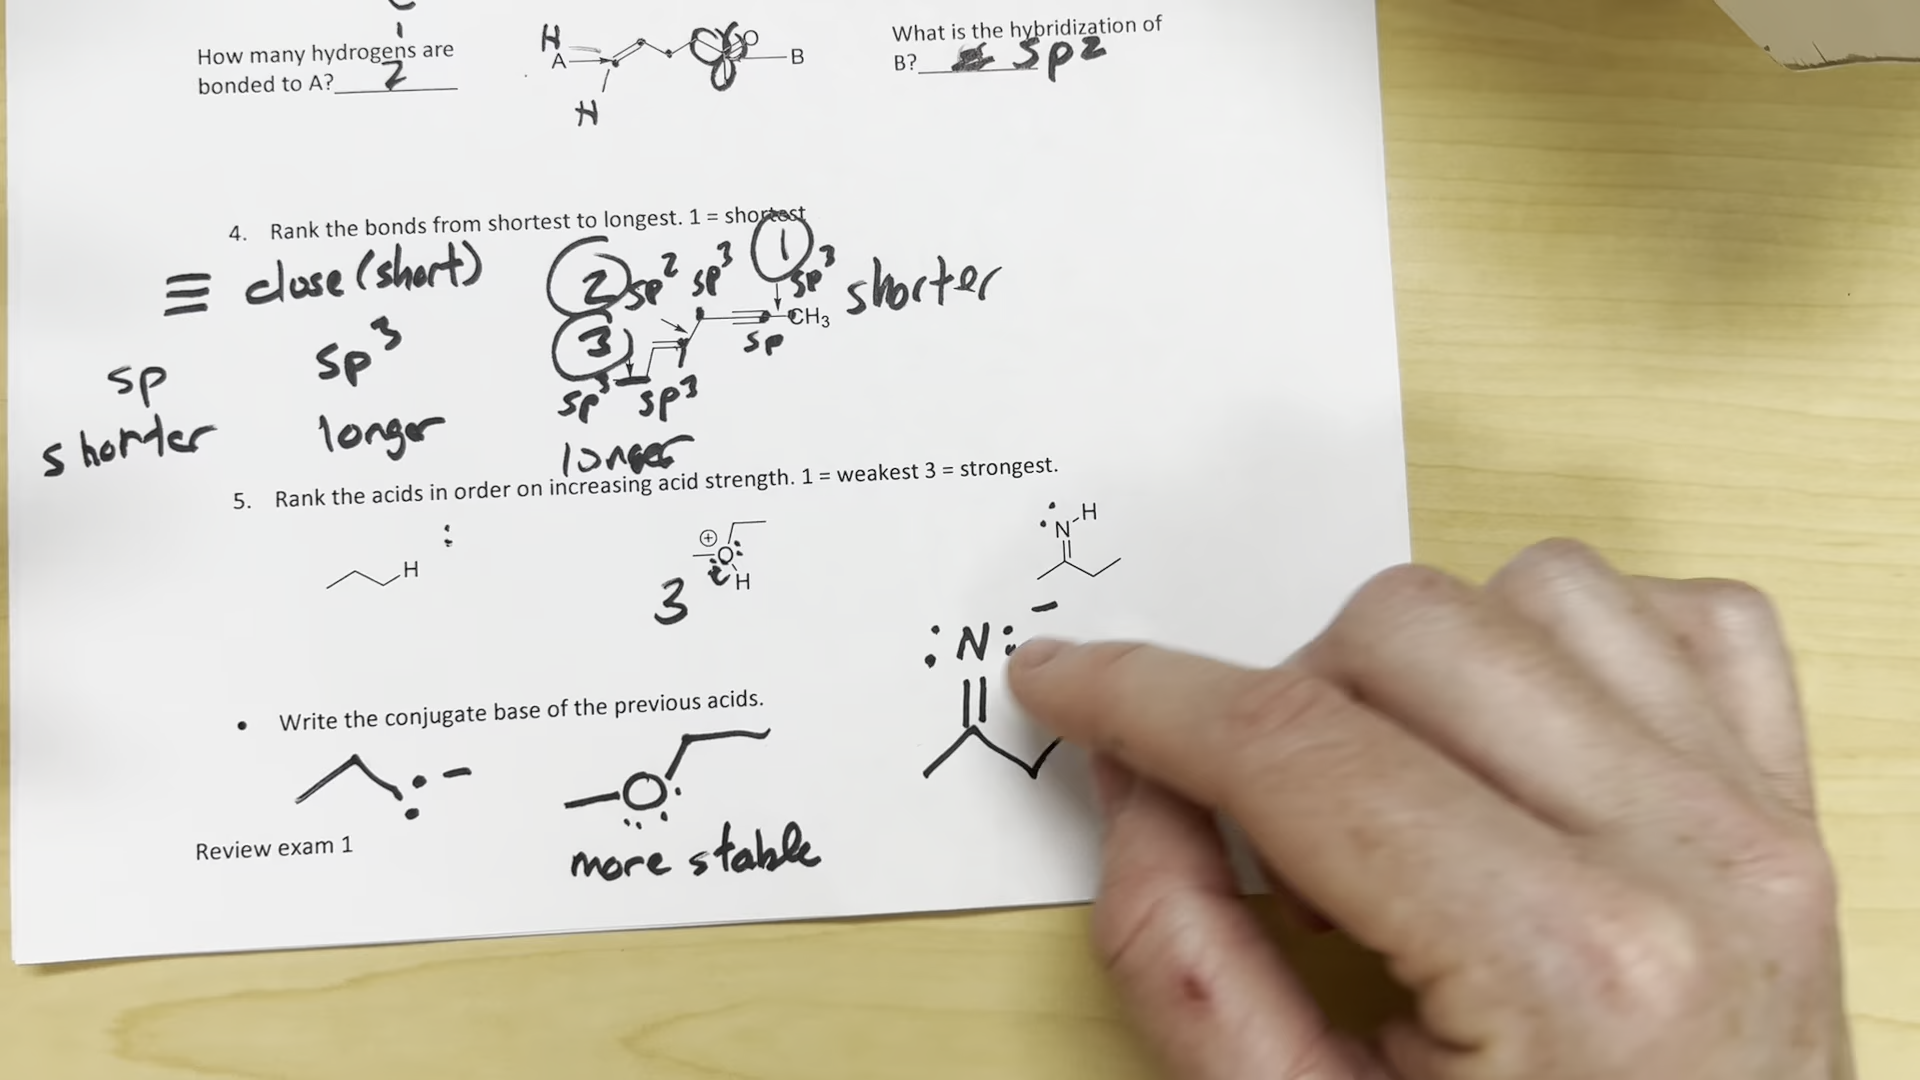 How many hydrogens are
bonded to A? 2
H
A
H
O
B
What is the hybridization of
B? sp2
4. Rank the bonds from shortest to longest. 1 = shortest
≡ close (short)
sp
shorter
sp3
longer
2 sp2 sp3 1 sp3 shorter
CH3
sp
3
sp3 sp3
longer
5. Rank the acids in order on increasing acid strength. 1 = weakest 3 = strongest.
H
⊕
O
H
3
N-H
:N: −
• Write the conjugate base of the previous acids.
: −
O
more stable
Review exam 1